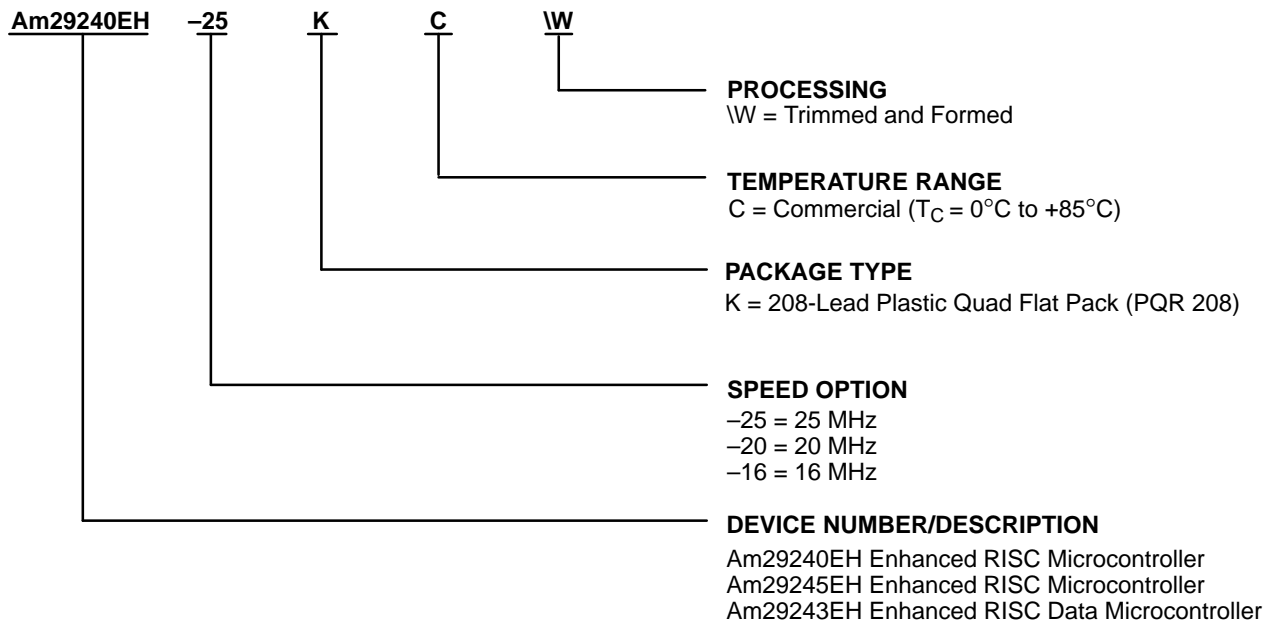 Am29240EH –25 K C \W
PROCESSING
\W = Trimmed and Formed
TEMPERATURE RANGE
C = Commercial (TC = 0°C to +85°C)
PACKAGE TYPE
K = 208-Lead Plastic Quad Flat Pack (PQR 208)
SPEED OPTION
–25 = 25 MHz
–20 = 20 MHz
–16 = 16 MHz
DEVICE NUMBER/DESCRIPTION
Am29240EH Enhanced RISC Microcontroller
Am29245EH Enhanced RISC Microcontroller
Am29243EH Enhanced RISC Data Microcontroller